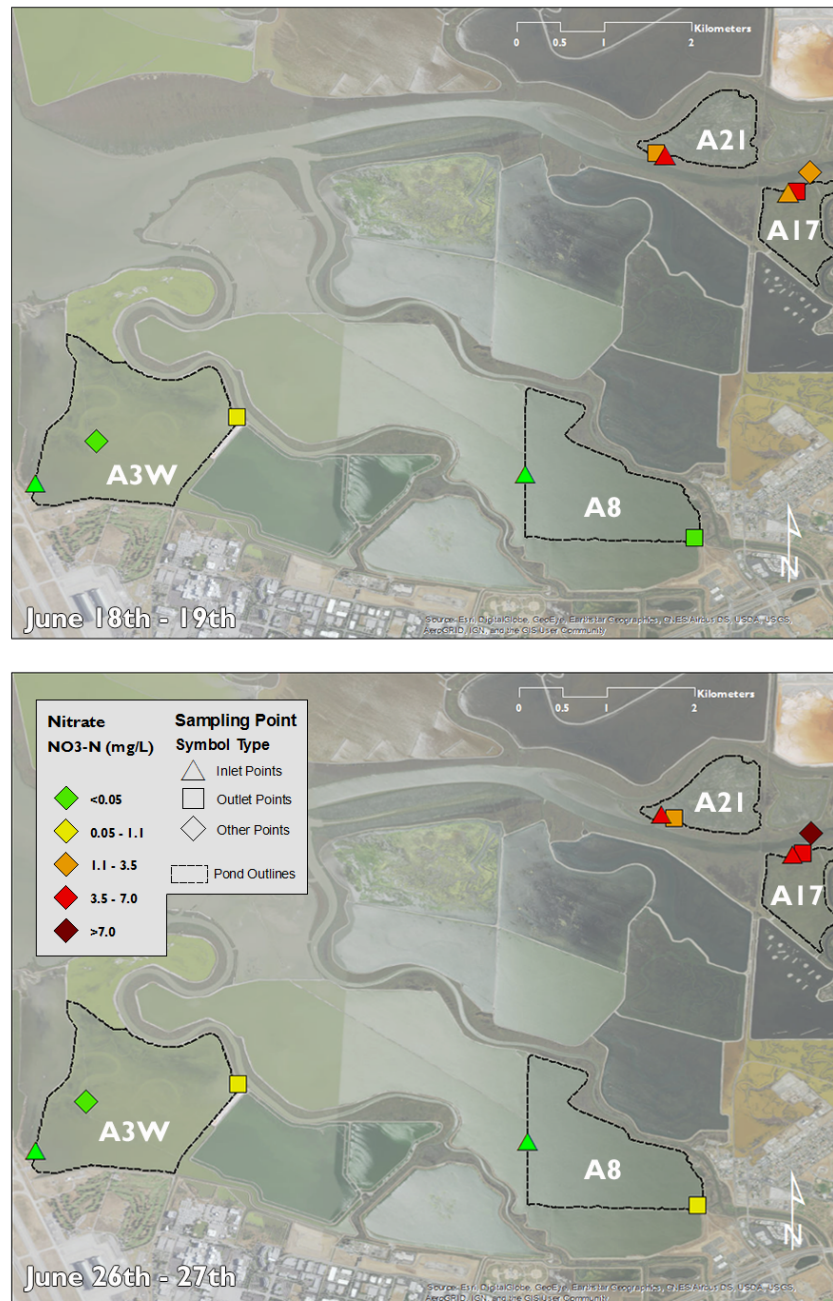 Kilometers
0 0.5 1 2
A21
A17
A3W
A8
N
June 18th - 19th
Source: Esri, DigitalGlobe, GeoEye, Earthstar Geographics, CNES/Airbus DS, USDA, USGS,
AeroGRID, IGN, and the GIS User Community
Kilometers
0 0.5 1 2
Nitrate
NO3-N (mg/L)
<0.05
0.05 - 1.1
1.1 - 3.5
3.5 - 7.0
>7.0
Sampling Point
Symbol Type
Inlet Points
Outlet Points
Other Points
Pond Outlines
A21
A17
A3W
A8
N
June 26th - 27th
Source: Esri, DigitalGlobe, GeoEye, Earthstar Geographics, CNES/Airbus DS, USDA, USGS,
AeroGRID, IGN, and the GIS User Community